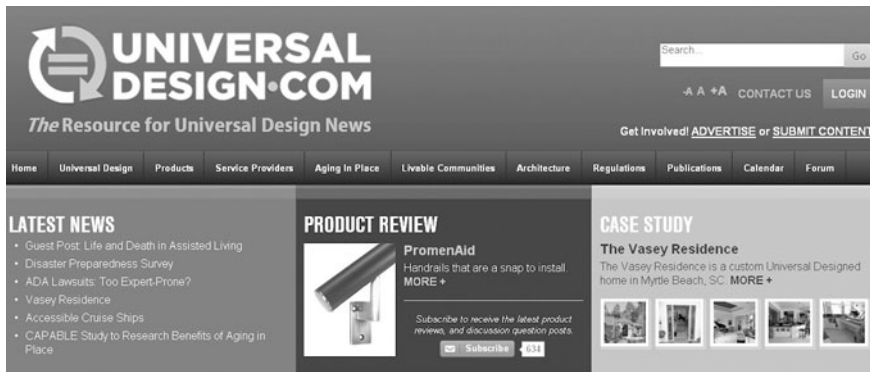 UNIVERSAL
DESIGN•COM
The Resource for Universal Design News
Search...
Go
-A A +A CONTACT US LOGIN
Get Involved! ADVERTISE or SUBMIT CONTENT
Home Universal Design Products Service Providers Aging In Place Livable Communities Architecture Regulations Publications Calendar Forum
LATEST NEWS
• Guest Post: Life and Death in Assisted Living
• Disaster Preparedness Survey
• ADA Lawsuits: Too Expert-Prone?
• Vasey Residence
• Accessible Cruise Ships
• CAPABLE Study to Research Benefits of Aging in
Place
PRODUCT REVIEW
PromenAid
Handrails that are a snap to install.
MORE +
Subscribe to receive the latest product
reviews, and discussion question posts.
Subscribe 634
CASE STUDY
The Vasey Residence
The Vasey Residence is a custom Universal Designed
home in Myrtle Beach, SC. MORE +